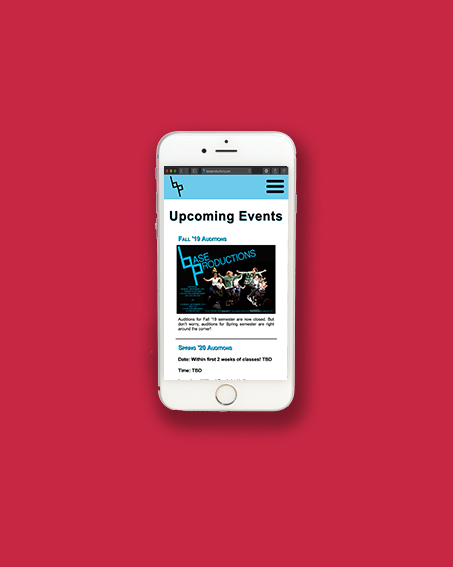 bp
Upcoming Events
Fall '19 Auditions
base
productions
Auditions for Fall '19 semester are now closed. But
don't worry, auditions for Spring semester are right
around the corner!
Spring '20 Auditions
Date: Within first 2 weeks of classes! TBD
Time: TBD